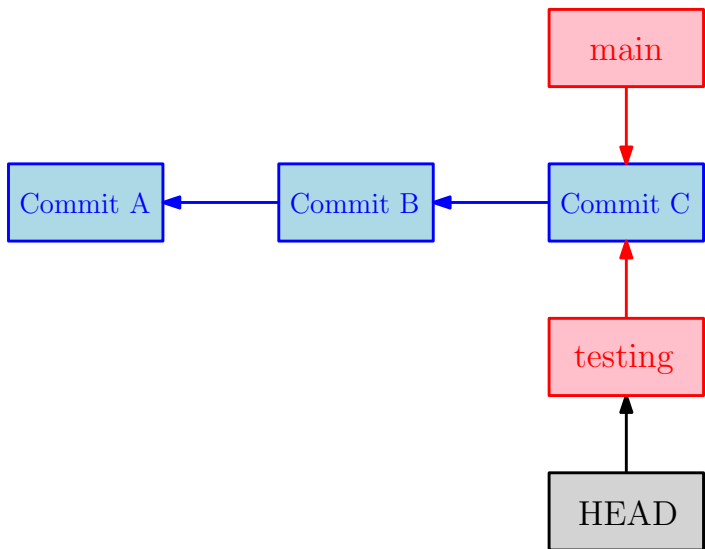 main
Commit A
Commit B
Commit C
testing
HEAD